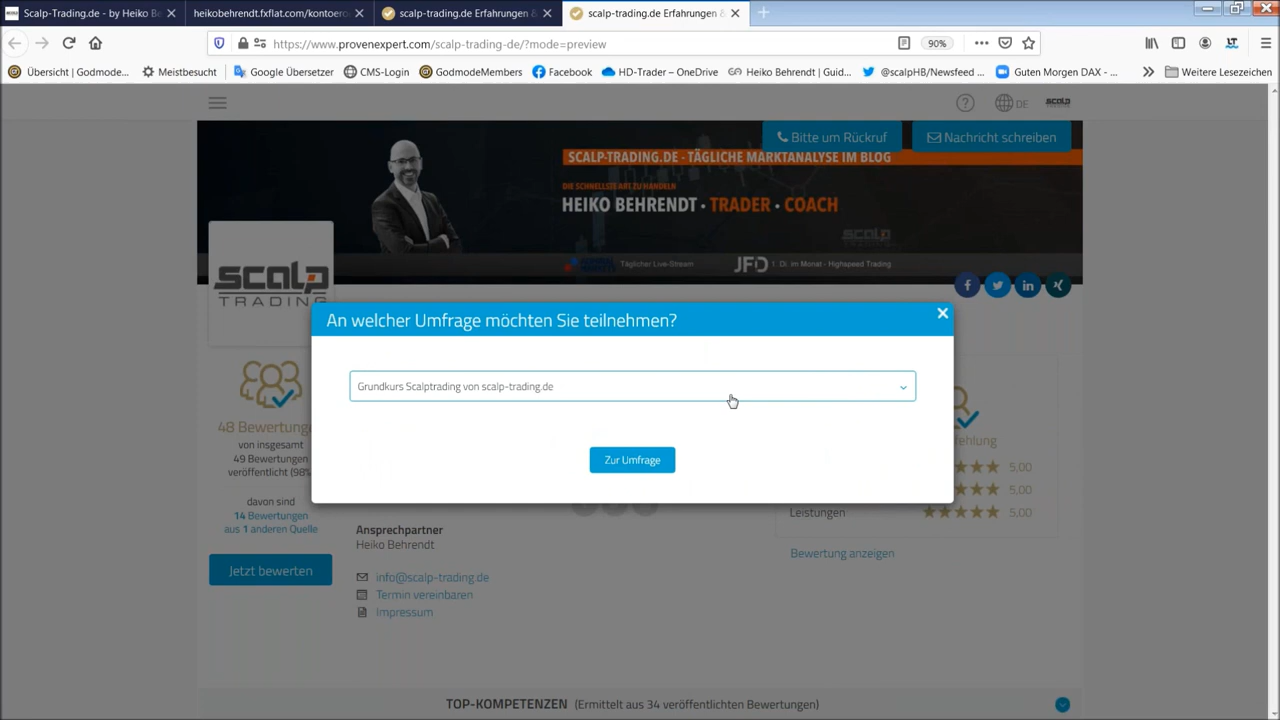 Scalp-Trading.de - by Heiko Be
heikobehrendt.fxflat.com/kontoero
scalp-trading.de Erfahrungen &
scalp-trading.de Erfahrungen &
https://www.provenexpert.com/scalp-trading-de/?mode=preview
90%
Übersicht | Godmode...
Meistbesucht
Google Übersetzer
CMS-Login
GodmodeMembers
Facebook
HD-Trader – OneDrive
Heiko Behrendt | Guid...
@scalpHB/Newsfeed ...
Guten Morgen DAX - ...
Weitere Lesezeichen
DE
SCALP
Bitte um Rückruf
Nachricht schreiben
SCALP-TRADING.DE - TÄGLICHE MARKTANALYSE IM BLOG
DIE SCHNELLSTE ART ZU HANDELN
HEIKO BEHRENDT • TRADER • COACH
Täglicher Live-Stream
JFD
1. Di. im Monat - Highspeed Trading
SCALP
TRADING
An welcher Umfrage möchten Sie teilnehmen?
Grundkurs Scalptrading von scalp-trading.de
Zur Umfrage
48 Bewertung
von insgesamt
49 Bewertungen
veröffentlicht (98%
davon sind
14 Bewertungen
aus 1 anderen Quelle
Jetzt bewerten
Ansprechpartner
Heiko Behrendt
info@scalp-trading.de
Termin vereinbaren
Impressum
5,00
5,00
Leistungen 5,00
Bewertung anzeigen
TOP-KOMPETENZEN (Ermittelt aus 34 veröffentlichten Bewertungen)